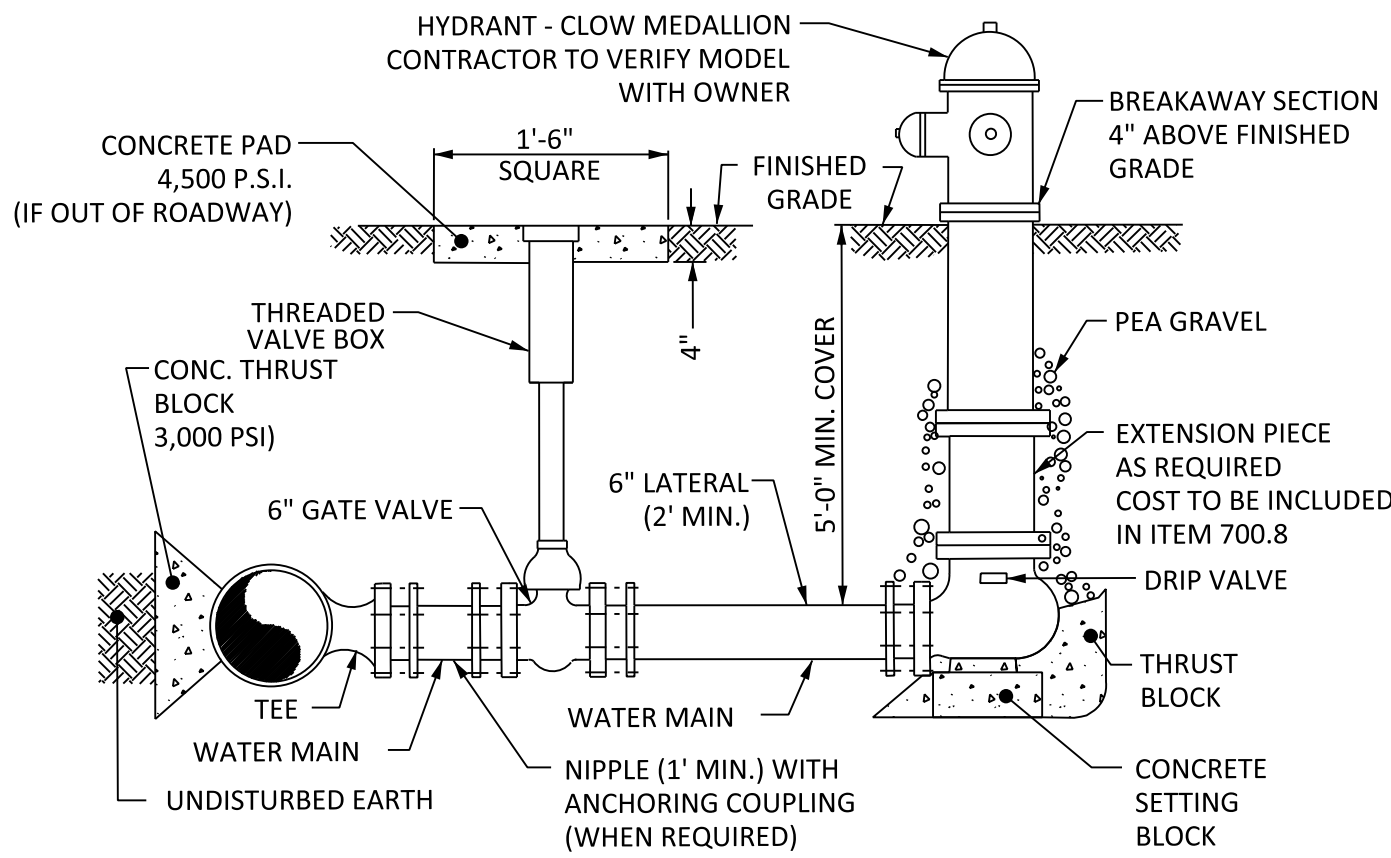 HYDRANT - CLOW MEDALLION
CONTRACTOR TO VERIFY MODEL
WITH OWNER
BREAKAWAY SECTION
4" ABOVE FINISHED
GRADE
CONCRETE PAD
4,500 P.S.I.
(IF OUT OF ROADWAY)
1'-6"
SQUARE
FINISHED
GRADE
THREADED
VALVE BOX
4"
5'-0" MIN. COVER
PEA GRAVEL
CONC. THRUST
BLOCK
3,000 PSI)
EXTENSION PIECE
AS REQUIRED
COST TO BE INCLUDED
IN ITEM 700.8
6" GATE VALVE
6" LATERAL
(2' MIN.)
DRIP VALVE
THRUST
BLOCK
TEE
WATER MAIN
WATER MAIN
UNDISTURBED EARTH
NIPPLE (1' MIN.) WITH
ANCHORING COUPLING
(WHEN REQUIRED)
CONCRETE
SETTING
BLOCK